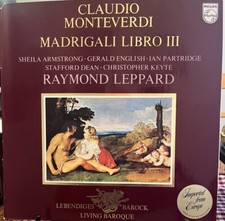 CLAUDIO
MONTEVERDI
MADRIGALI LIBRO III
SHEILA ARMSTRONG · GERALD ENGLISH · IAN PARTRIDGE
STAFFORD DEAN · CHRISTOPHER KEYTE
RAYMOND LEPPARD
PHILIPS
LEBENDIGES BAROCK
LIVING BAROQUE
Imported
from
Europe